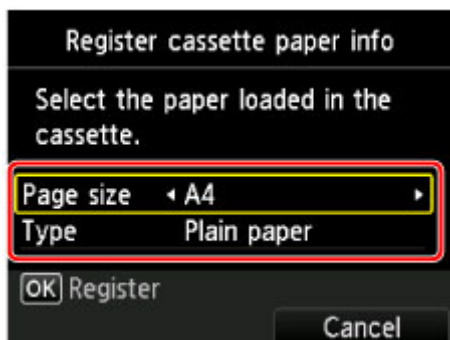 Register cassette paper info
Select the paper loaded in the
cassette.
Page size A4
Type Plain paper
OK Register
Cancel